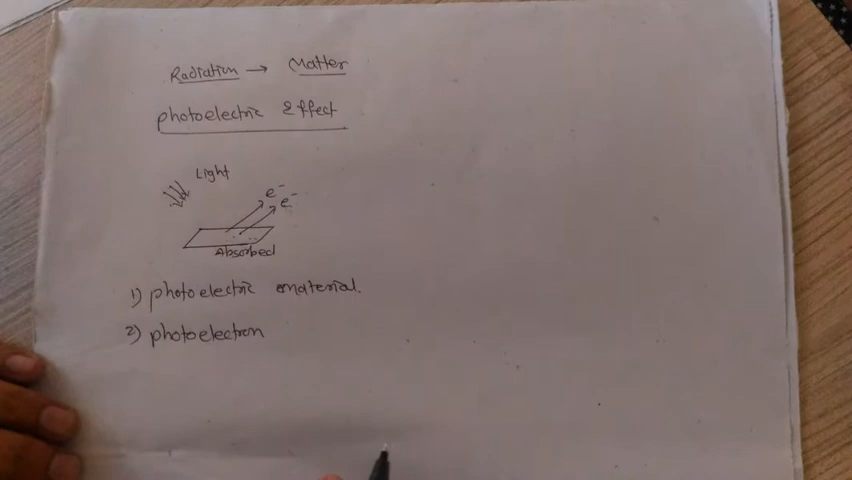 Radiation → Matter
photoelectric Effect
Light
e⁻
e⁻
Absorbed
1) photoelectric material.
2) photoelectron